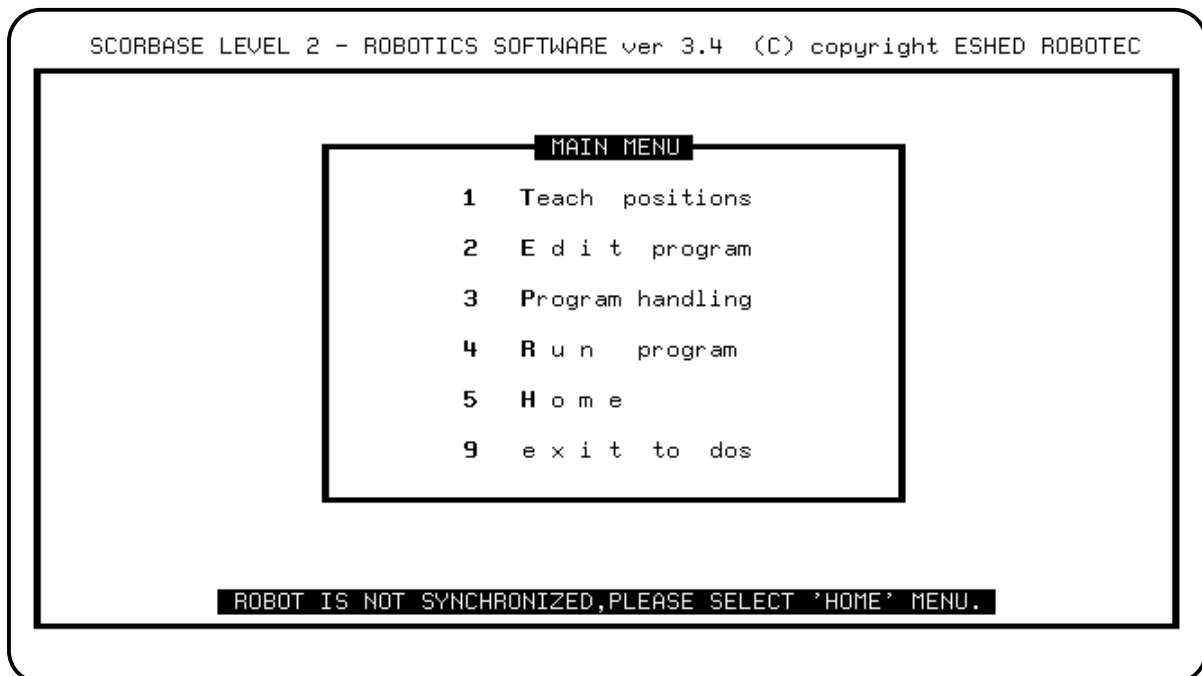 SCORBASE LEVEL 2 - ROBOTICS SOFTWARE ver 3.4 (C) copyright ESHED ROBOTEC
MAIN MENU
1 Teach positions
2 E d i t program
3 Program handling
4 R u n program
5 H o m e
9 e x i t to dos
ROBOT IS NOT SYNCHRONIZED,PLEASE SELECT 'HOME' MENU.